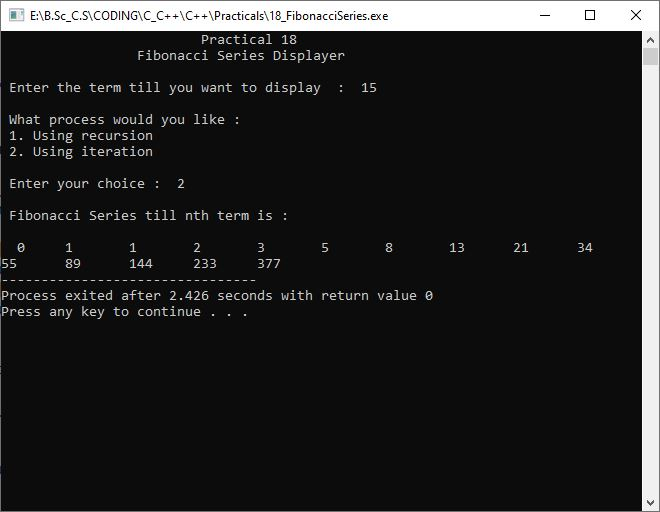 E:\B.Sc_C.S\CODING\C_C++\C++\Practicals\18_FibonacciSeries.exe
Practical 18
Fibonacci Series Displayer
Enter the term till you want to display  :  15
What process would you like :
1. Using recursion
2. Using iteration
Enter your choice :  2
Fibonacci Series till nth term is :
0 1 1 2 3 5 8 13 21 34
55 89 144 233 377
--------------------------------
Process exited after 2.426 seconds with return value 0
Press any key to continue . . .